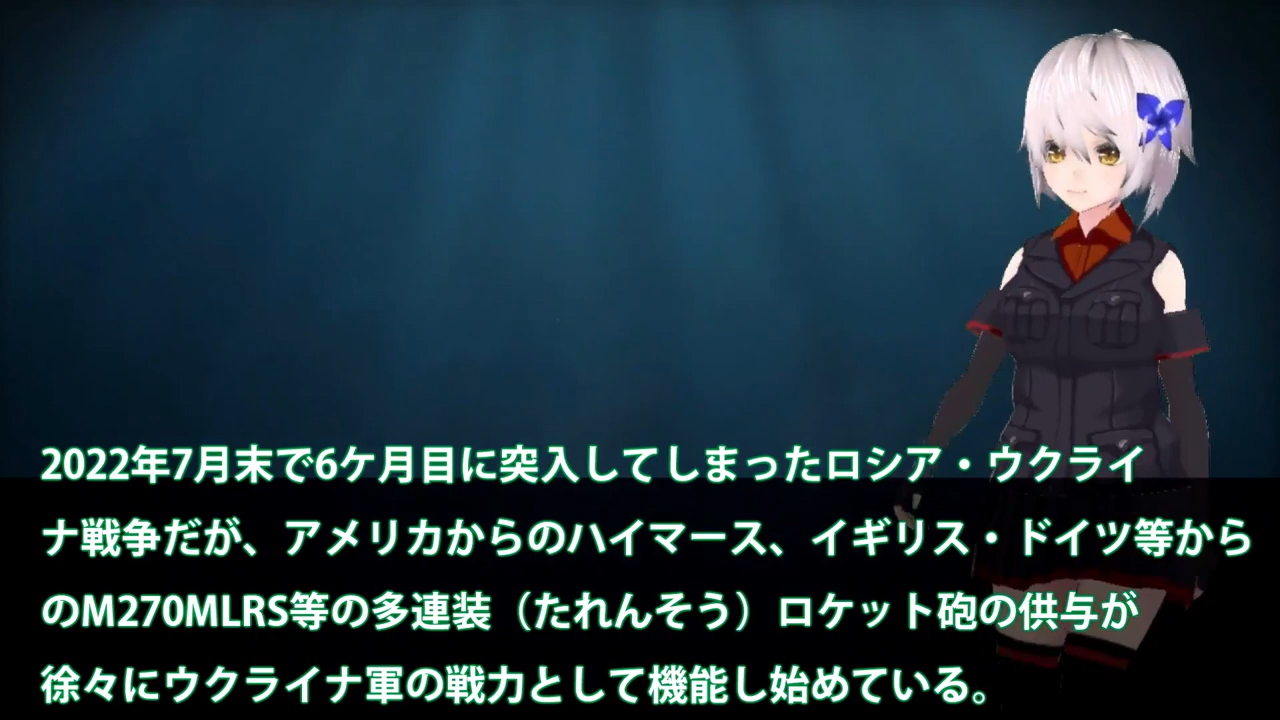 2022年7月末で6ケ月目に突入してしまったロシア・ウクライ
ナ戦争だが、アメリカからのハイマース、イギリス・ドイツ等から
のM270MLRS等の多連装（たれんそう）ロケット砲の供与が
徐々にウクライナ軍の戦力として機能し始めている。